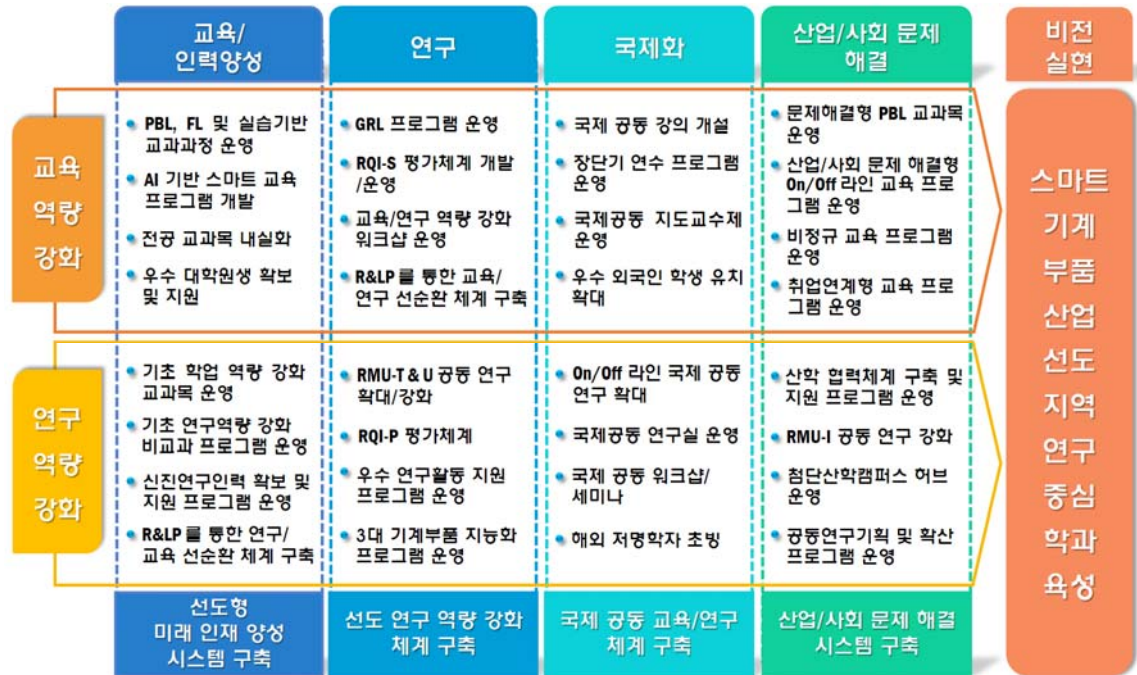 교육/
인력양성
연구
국제화
산업/사회 문제
해결
비전
실현
교육
역량
강화
PBL, FL 및 실습기반
교과과정 운영
AI 기반 스마트 교육
프로그램 개발
전공 교과목 내실화
우수 대학원생 확보
및 지원
GRL 프로그램 운영
RQI-S 평가체계 개발
/운영
교육/연구 역량 강화
워크샵 운영
R&LP를 통한 교육/
연구 선순환 체계 구축
국제 공동 강의 개설
장단기 연수 프로그램
운영
국제공동 지도교수제
운영
우수 외국인 학생 유치
확대
문제해결형 PBL 교과목
운영
산업/사회 문제 해결형
On/Off 라인 교육 프로
그램 운영
비정규 교육 프로그램
운영
취업연계형 교육 프로
그램 운영
연구
역량
강화
기초 학업 역량 강화
교과목 운영
기초 연구역량 강화
비교과 프로그램 운영
신진연구인력 확보 및
지원 프로그램 운영
R&LP를 통한 연구/
교육 선순환 체계 구축
RMU-T & U 공동 연구
확대/강화
RQI-P 평가체계
우수 연구활동 지원
프로그램 운영
3대 기계부품 지능화
프로그램 운영
On/Off 라인 국제 공동
연구 확대
국제공동 연구실 운영
국제 공동 워크샵/
세미나
해외 저명학자 초빙
산학 협력체계 구축 및
지원 프로그램 운영
RMU-I 공동 연구 강화
첨단산학캠퍼스 허브
운영
공동연구기획 및 확산
프로그램 운영
스마트
기계
부품
산업
선도
지역
연구
중심
학과
육성
선도형
미래 인재 양성
시스템 구축
선도 연구 역량 강화
체계 구축
국제 공동 교육/연구
체계 구축
산업/사회 문제 해결
시스템 구축